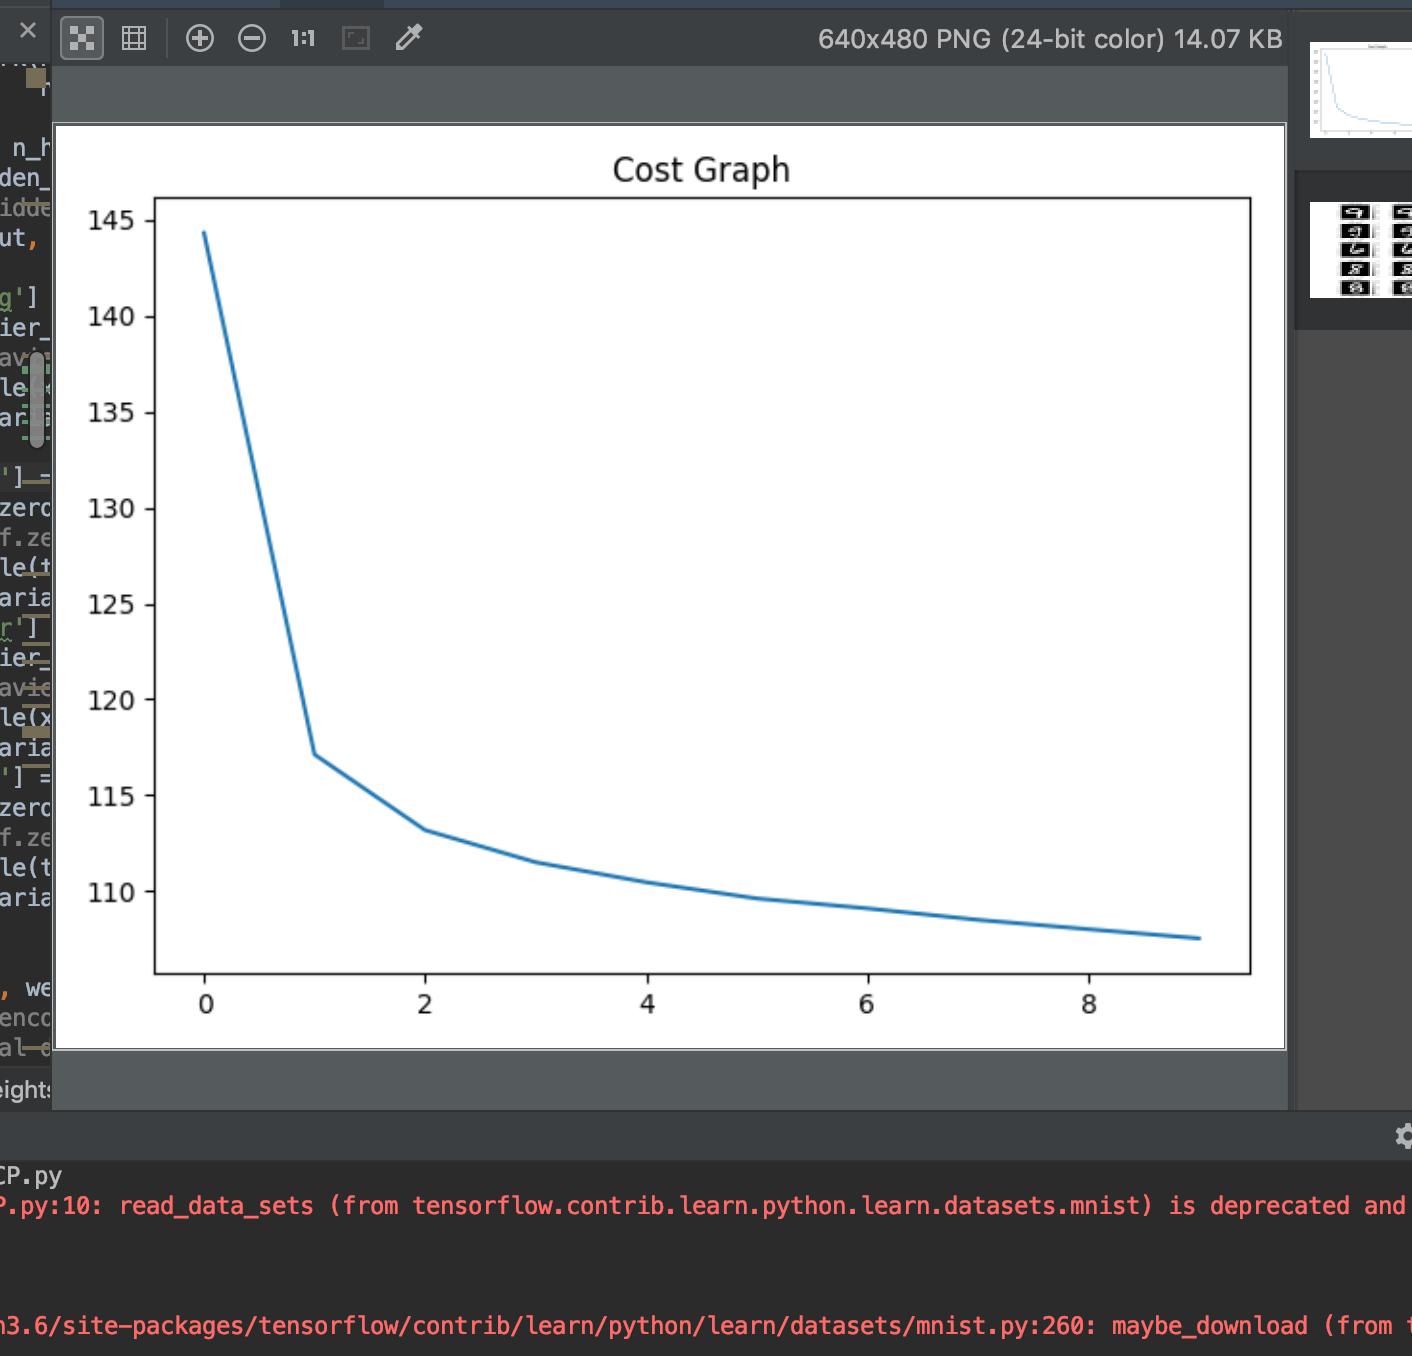 1:1
640x480 PNG (24-bit color) 14.07 KB
n_h
den_
idde
ut,
g']
ier_
le(
aria
'] =
zero
f.ze
le(t
aria
r']
ier_
le(x
aria
'] =
zero
f.ze
le(t
aria
, we
enco
al
eights
Cost Graph
145
140
135
130
125
120
115
110
0 2 4 6 8
CP.py
P.py:10: read_data_sets (from tensorflow.contrib.learn.python.learn.datasets.mnist) is deprecated and
n3.6/site-packages/tensorflow/contrib/learn/python/learn/datasets/mnist.py:260: maybe_download (from t